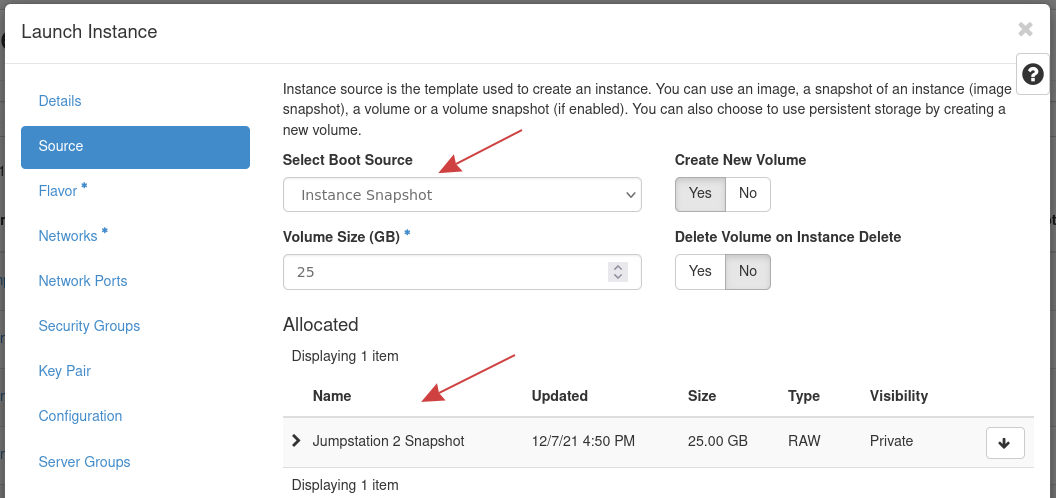 Launch Instance
Details
Source
Flavor *
Networks *
Network Ports
Security Groups
Key Pair
Configuration
Server Groups
Instance source is the template used to create an instance. You can use an image, a snapshot of an instance (image
snapshot), a volume or a volume snapshot (if enabled). You can also choose to use persistent storage by creating a
new volume.
Select Boot Source
Create New Volume
Instance Snapshot
Yes No
Volume Size (GB) *
Delete Volume on Instance Delete
25
Yes No
Allocated
Displaying 1 item
Name Updated Size Type Visibility
Jumpstation 2 Snapshot 12/7/21 4:50 PM 25.00 GB RAW Private
Displaying 1 item